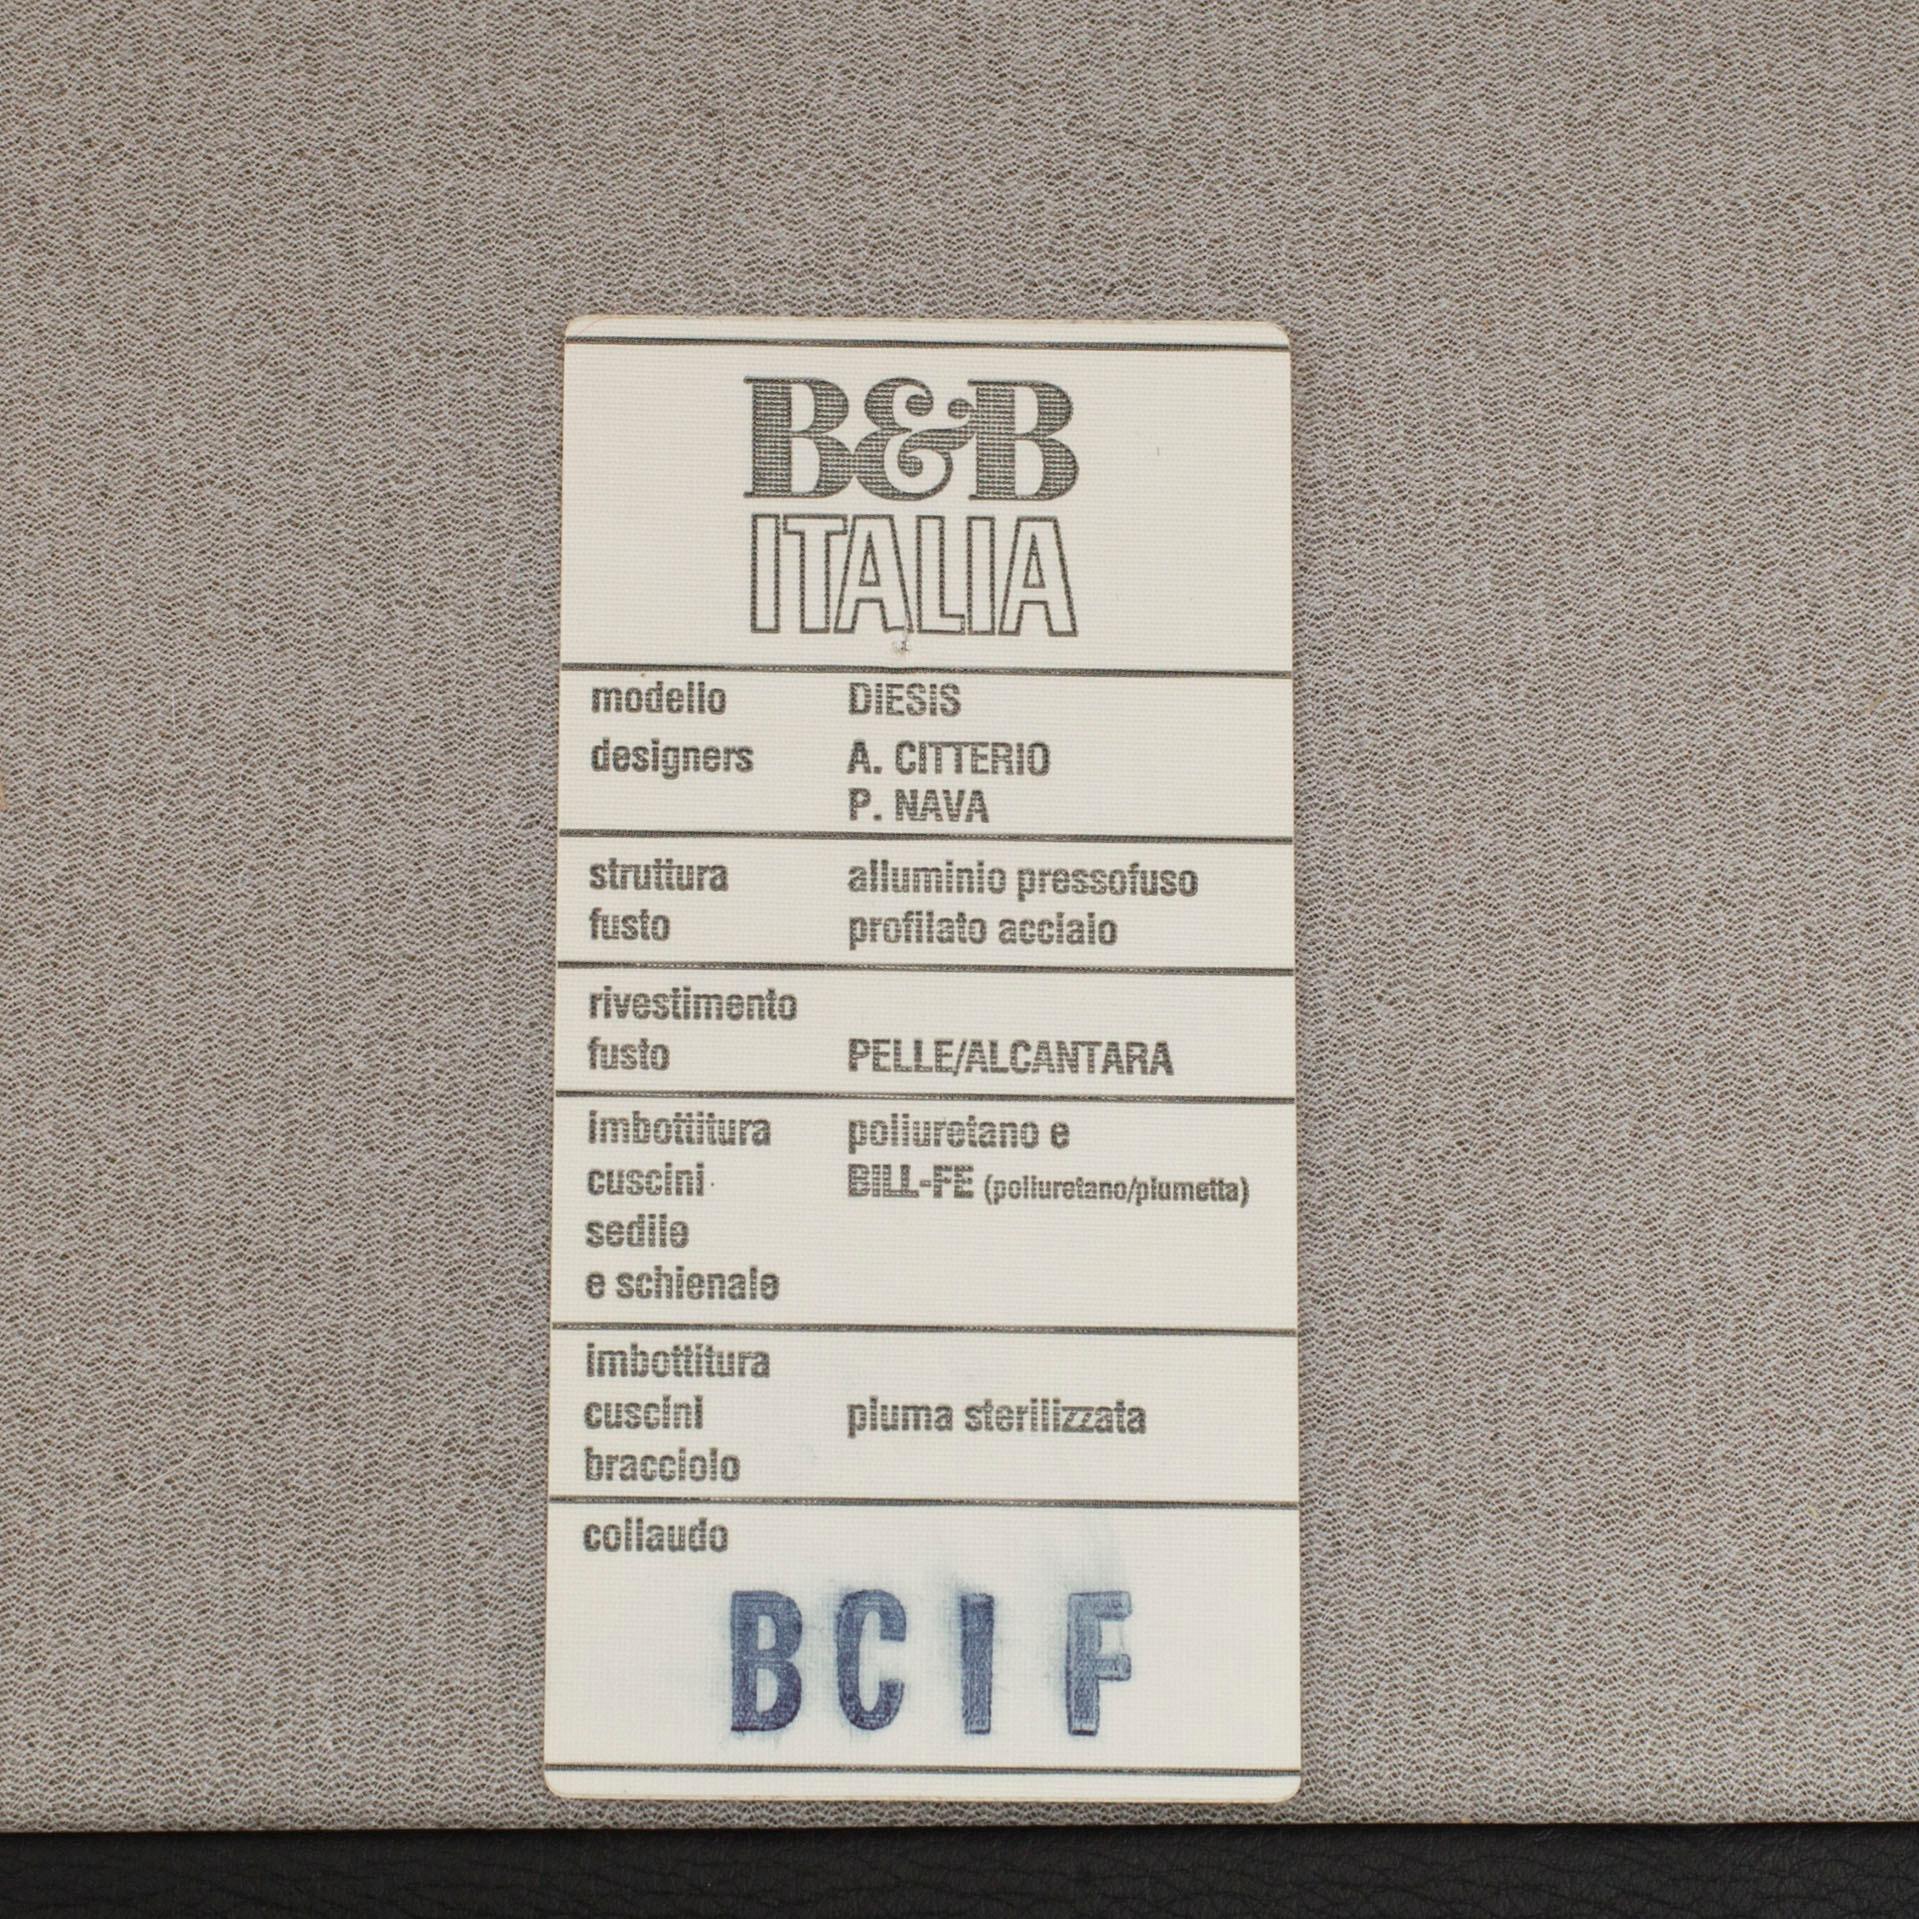 B&B
ITALIA
modello DIESIS
designers A. CITTERIO
P. NAVA
struttura alluminio pressofuso
fusto profilato acciaio
rivestimento
fusto PELLE/ALCANTARA
imbottitura poliuretano e
cuscini BILL-FE (poliuretano/piumetta)
sedile
e schienale
imbottitura
cuscini piuma sterilizzata
bracciolo
collaudo
BCIF